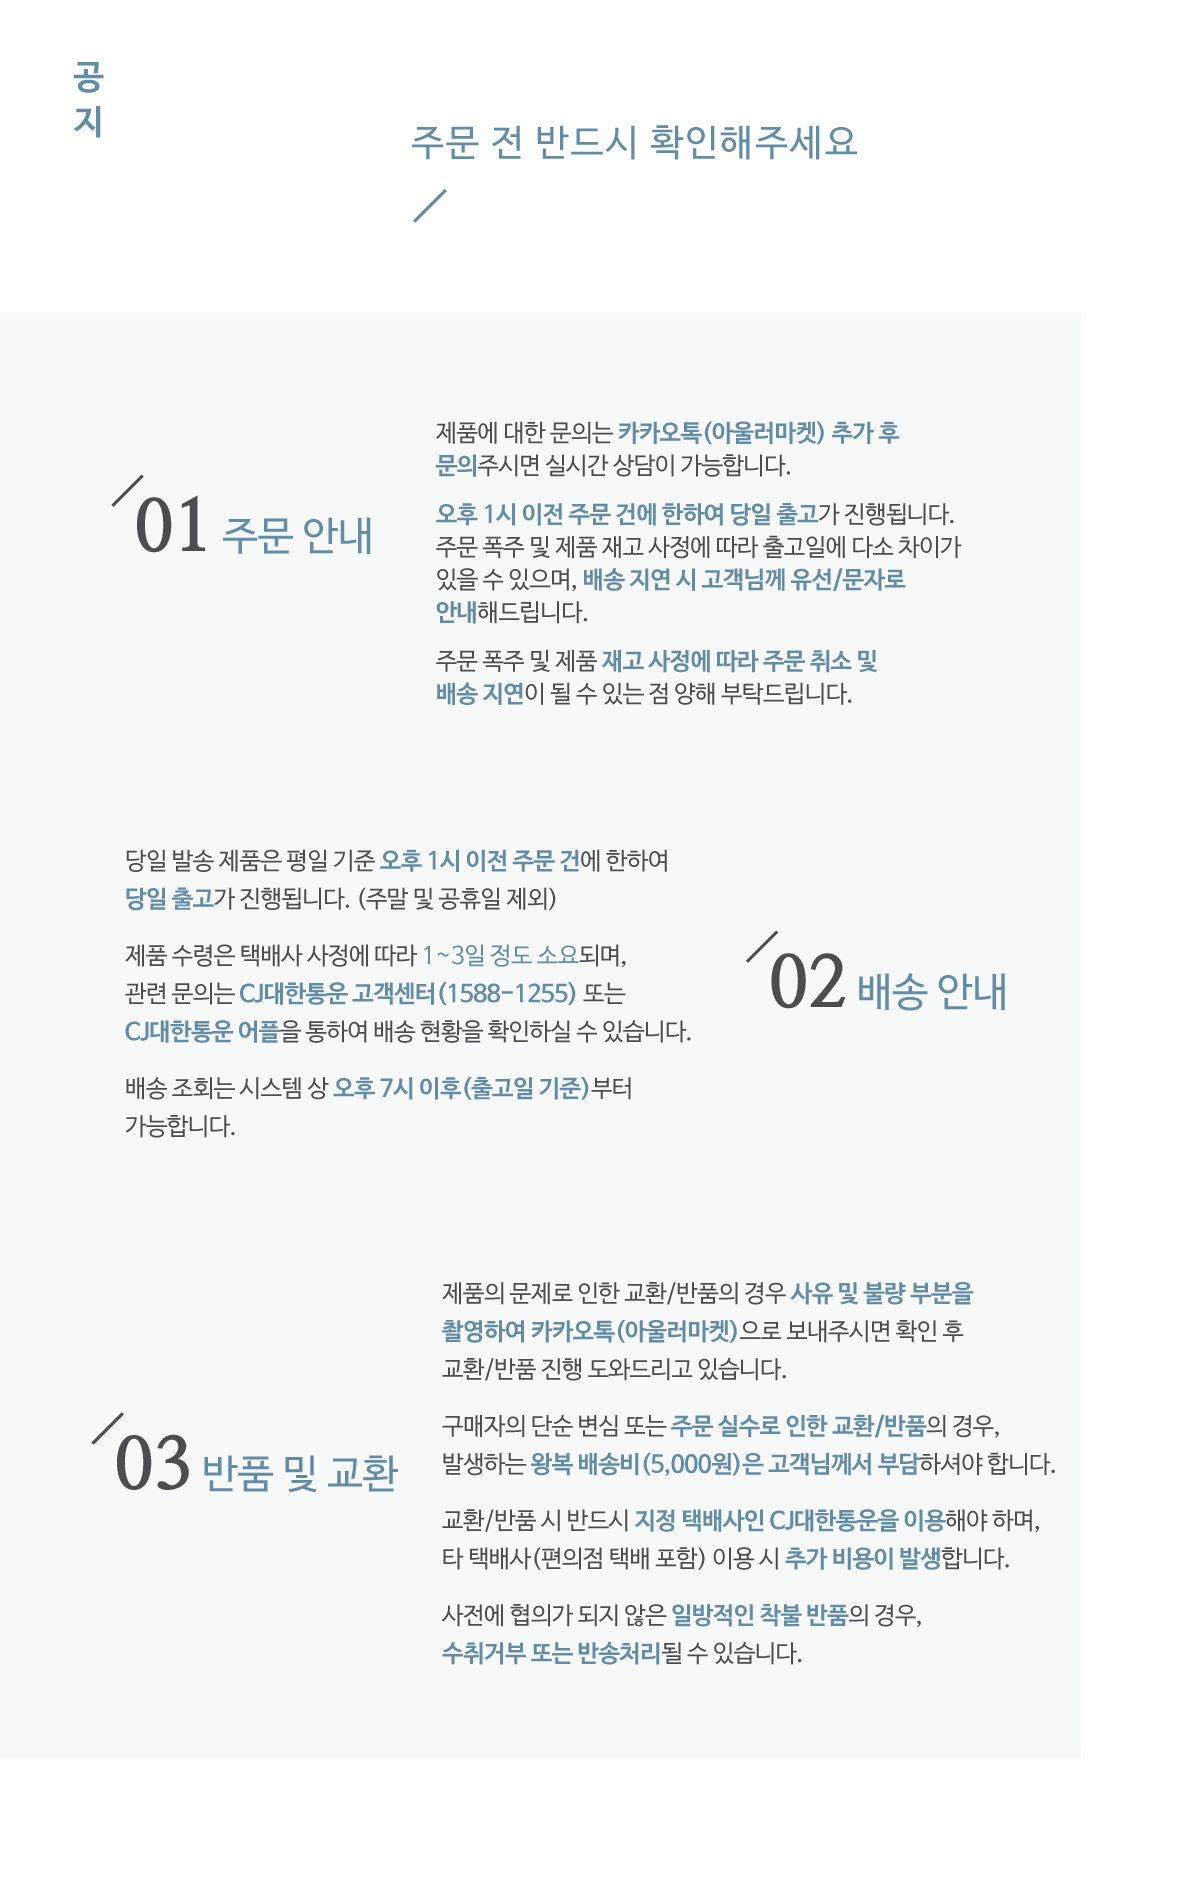 공
지
주문 전 반드시 확인해주세요
01 주문 안내
제품에 대한 문의는 카카오톡(아울러마켓) 추가 후
문의주시면 실시간 상담이 가능합니다.
오후 1시 이전 주문 건에 한하여 당일 출고가 진행됩니다.
주문 폭주 및 제품 재고 사정에 따라 출고일에 다소 차이가
있을 수 있으며, 배송 지연 시 고객님께 유선/문자로
안내해드립니다.
주문 폭주 및 제품 재고 사정에 따라 주문 취소 및
배송 지연이 될 수 있는 점 양해 부탁드립니다.
02 배송 안내
당일 발송 제품은 평일 기준 오후 1시 이전 주문 건에 한하여
당일 출고가 진행됩니다. (주말 및 공휴일 제외)
제품 수령은 택배사 사정에 따라 1~3일 정도 소요되며,
관련 문의는 CJ대한통운 고객센터(1588-1255) 또는
CJ대한통운 어플을 통하여 배송 현황을 확인하실 수 있습니다.
배송 조회는 시스템 상 오후 7시 이후(출고일 기준)부터
가능합니다.
03 반품 및 교환
제품의 문제로 인한 교환/반품의 경우 사유 및 불량 부분을
촬영하여 카카오톡(아울러마켓)으로 보내주시면 확인 후
교환/반품 진행 도와드리고 있습니다.
구매자의 단순 변심 또는 주문 실수로 인한 교환/반품의 경우,
발생하는 왕복 배송비(5,000원)은 고객님께서 부담하셔야 합니다.
교환/반품 시 반드시 지정 택배사인 CJ대한통운을 이용해야 하며,
타 택배사(편의점 택배 포함) 이용 시 추가 비용이 발생합니다.
사전에 협의가 되지 않은 일방적인 착불 반품의 경우,
수취거부 또는 반송처리될 수 있습니다.